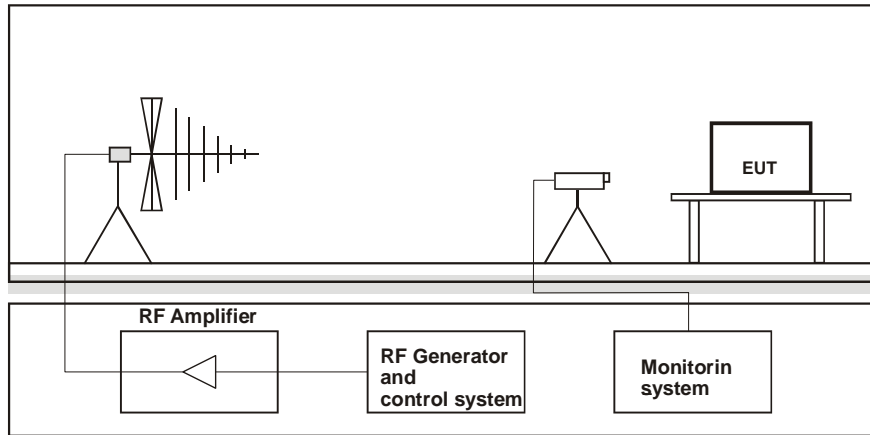 EUT
RF Amplifier
RF Generator
and
control system
Monitorin
system